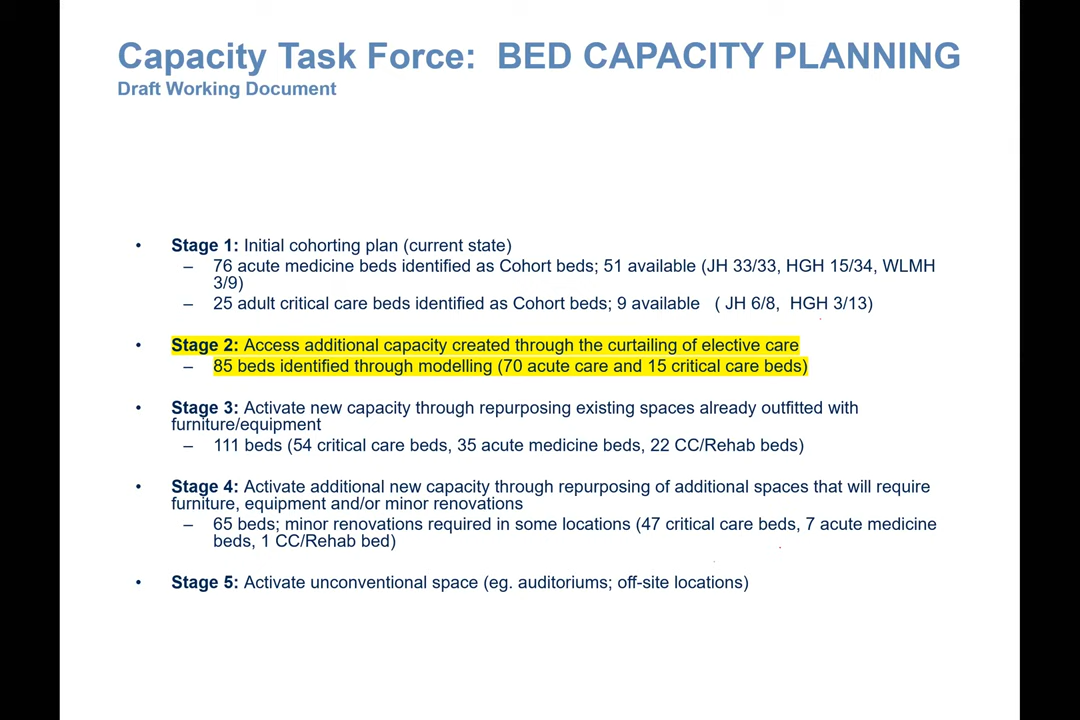 Capacity Task Force: BED CAPACITY PLANNING
Draft Working Document
• Stage 1: Initial cohorting plan (current state)
– 76 acute medicine beds identified as Cohort beds; 51 available (JH 33/33, HGH 15/34, WLMH
3/9)
– 25 adult critical care beds identified as Cohort beds; 9 available ( JH 6/8, HGH 3/13)
• Stage 2: Access additional capacity created through the curtailing of elective care
– 85 beds identified through modelling (70 acute care and 15 critical care beds)
• Stage 3: Activate new capacity through repurposing existing spaces already outfitted with
furniture/equipment
– 111 beds (54 critical care beds, 35 acute medicine beds, 22 CC/Rehab beds)
• Stage 4: Activate additional new capacity through repurposing of additional spaces that will require
furniture, equipment and/or minor renovations
– 65 beds; minor renovations required in some locations (47 critical care beds, 7 acute medicine
beds, 1 CC/Rehab bed)
• Stage 5: Activate unconventional space (eg. auditoriums; off-site locations)